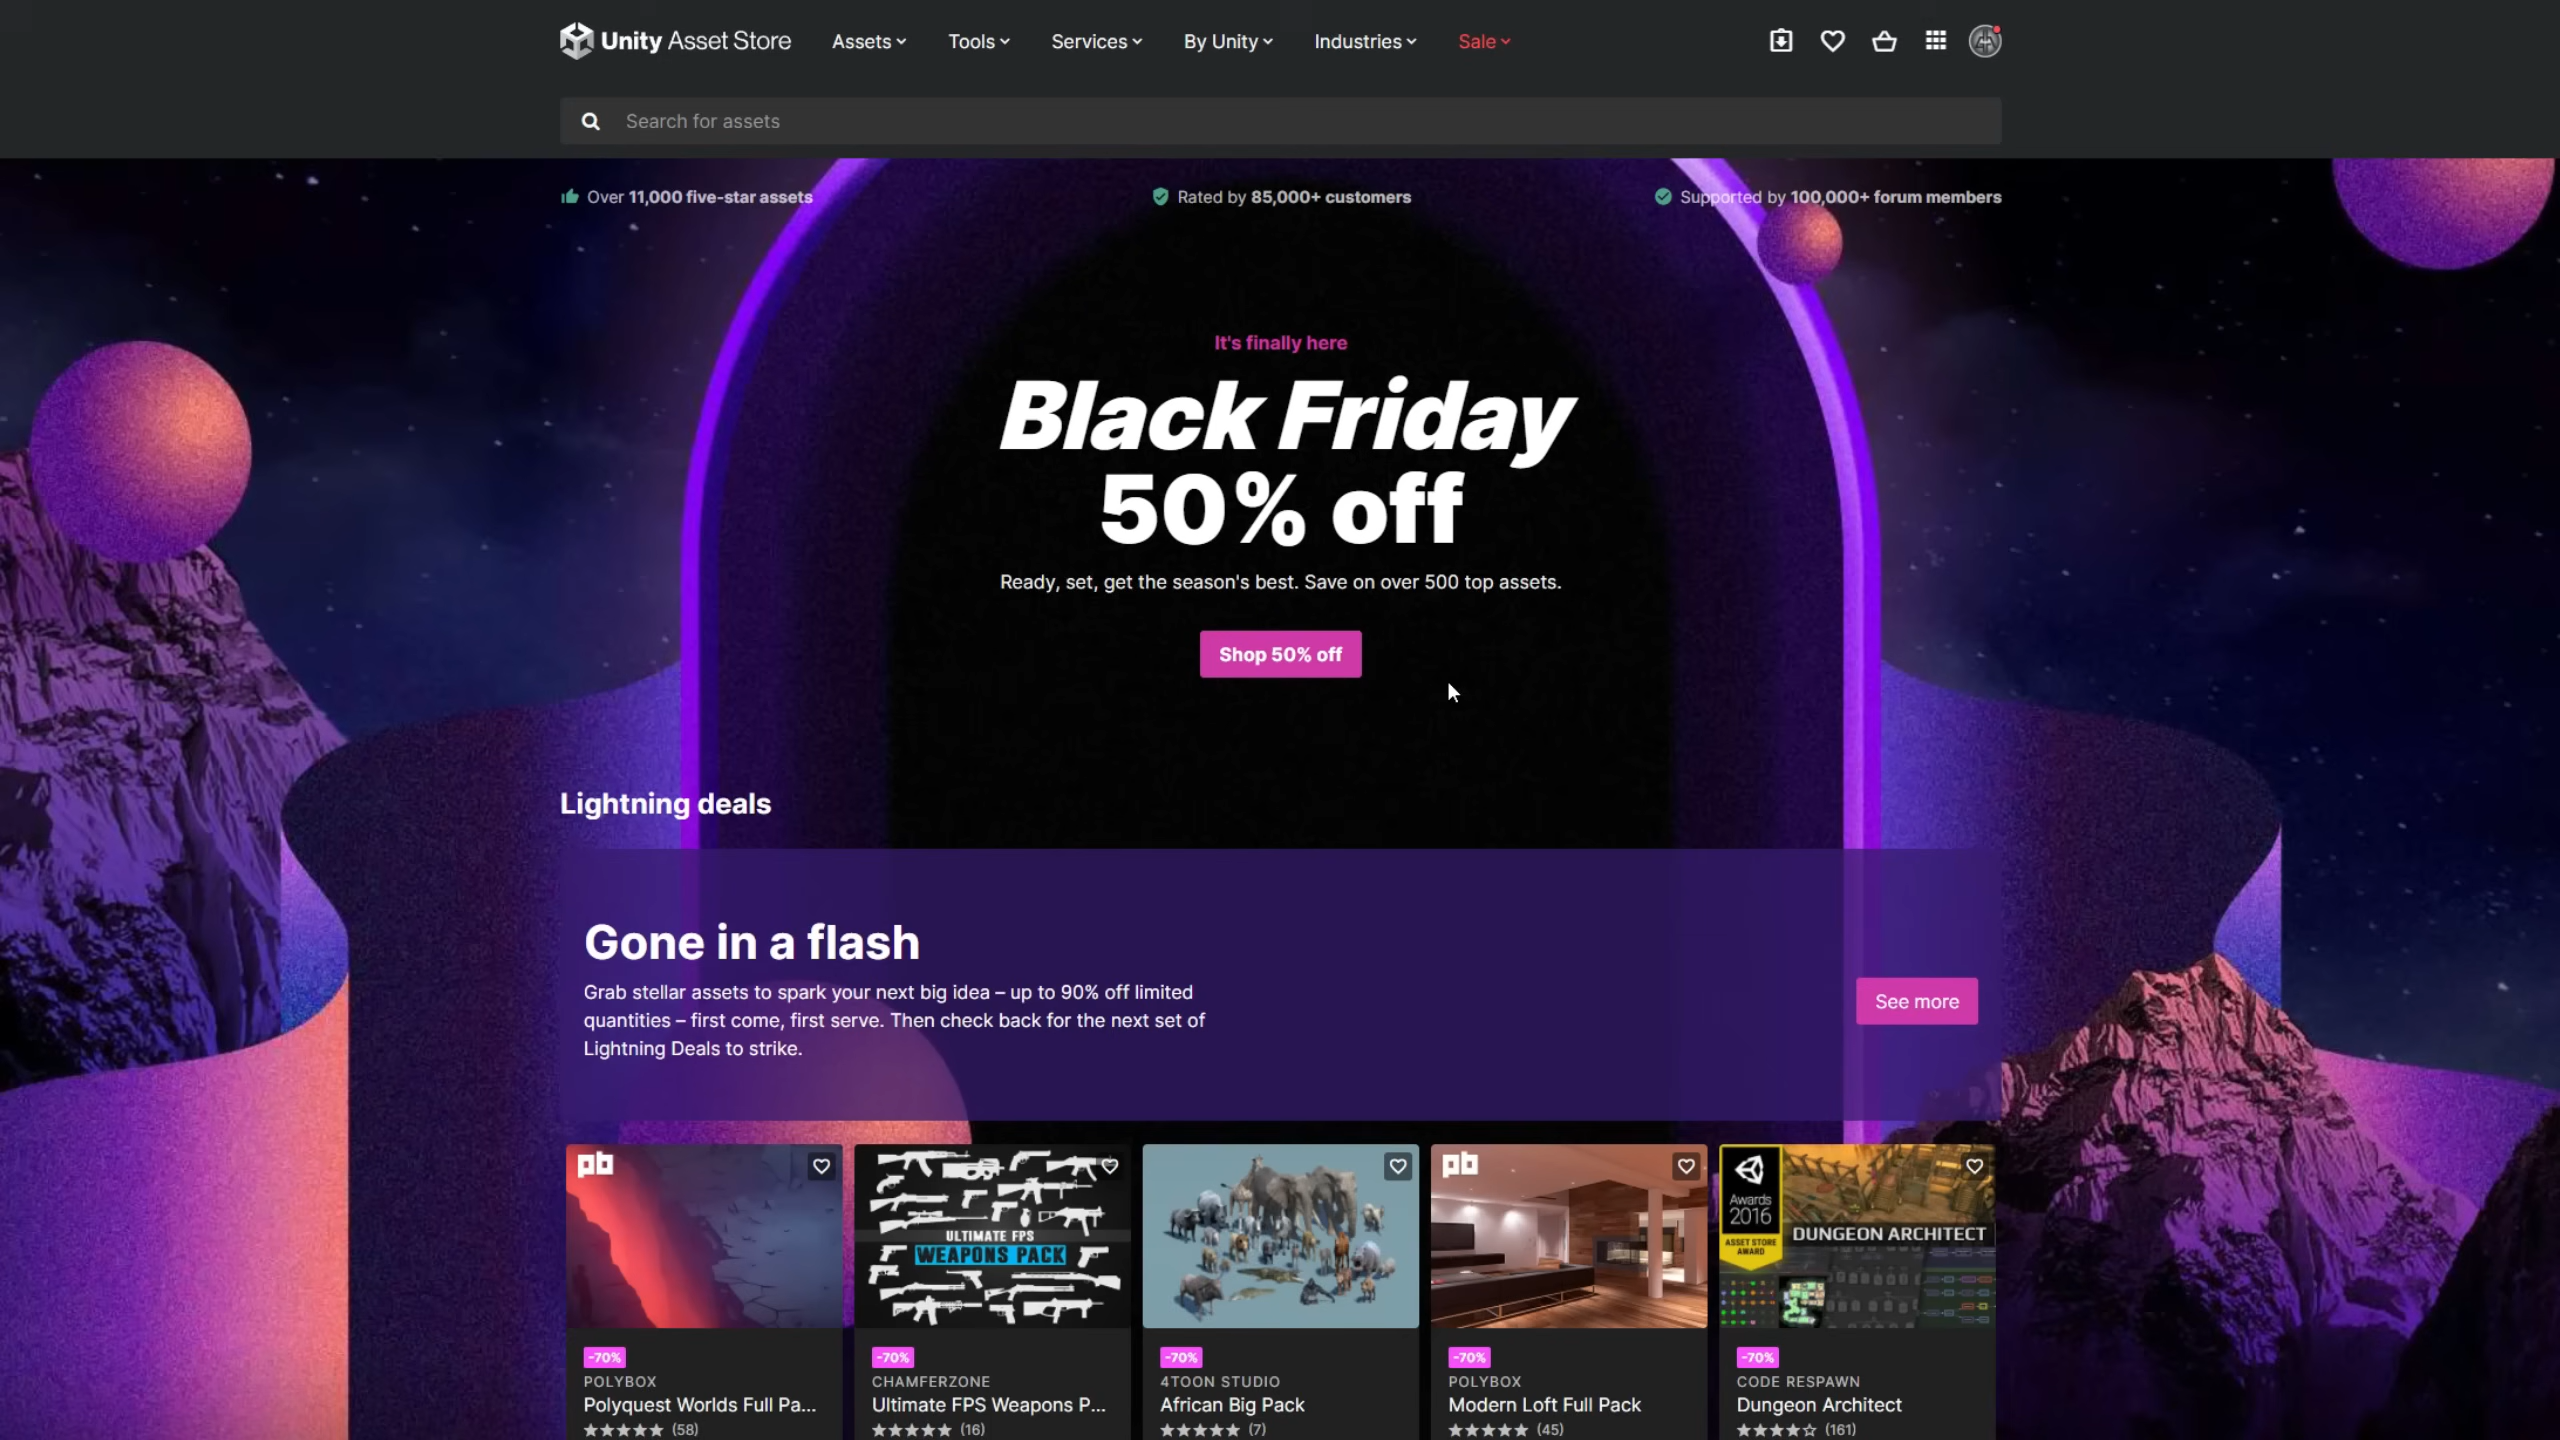 Unity Asset Store
Assets
Tools
Services
By Unity
Industries
Sale
Search for assets
Over 11,000 five-star assets
Rated by 85,000+ customers
Supported by 100,000+ forum members
It's finally here
Black Friday
50% off
Ready, set, get the season's best. Save on over 500 top assets.
Shop 50% off
Lightning deals
Gone in a flash
Grab stellar assets to spark your next big idea – up to 90% off limited
quantities – first come, first serve. Then check back for the next set of
Lightning Deals to strike.
See more
pb
ULTIMATE FPS
WEAPONS PACK
pb
Awards
2016
ASSET STORE
AWARD
DUNGEON ARCHITECT
-70%
POLYBOX
Polyquest Worlds Full Pa...
(58)
-70%
CHAMFERZONE
Ultimate FPS Weapons P...
(16)
-70%
4TOON STUDIO
African Big Pack
(7)
-70%
POLYBOX
Modern Loft Full Pack
(45)
-70%
CODE RESPAWN
Dungeon Architect
(161)